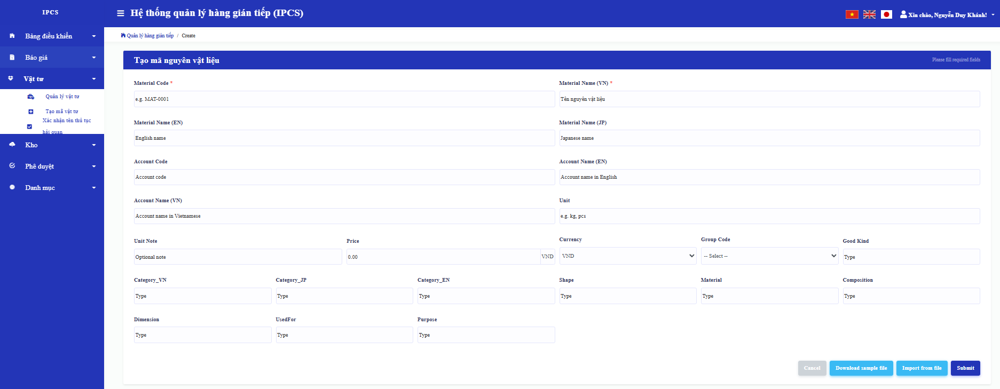 IPCS
Hệ thống quản lý hàng gián tiếp (IPCS)
Xin chào, Nguyễn Duy Khánh!
Bảng điều khiển
Báo giá
Vật tư
Quản lý vật tư
Tạo mã vật tư
Xác nhận tên thủ tục
hải quan
Kho
Phê duyệt
Danh mục
Quản lý hàng gián tiếp / Create
Tạo mã nguyên vật liệu
Please fill required fields
Material Code *
Material Name (VN) *
e.g. MAT-0001
Tên nguyên vật liệu
Material Name (EN)
Material Name (JP)
English name
Japanese name
Account Code
Account Name (EN)
Account code
Account name in English
Account Name (VN)
Unit
Account name in Vietnamese
e.g. kg, pcs
Unit Note
Price
Currency
Group Code
Good Kind
Optional note
0.00
VND
VND
-- Select --
Type
Category_VN
Category_JP
Category_EN
Shape
Material
Composition
Type
Type
Type
Type
Type
Type
Dimension
UsedFor
Purpose
Type
Type
Type
Cancel
Download sample file
Import from file
Submit